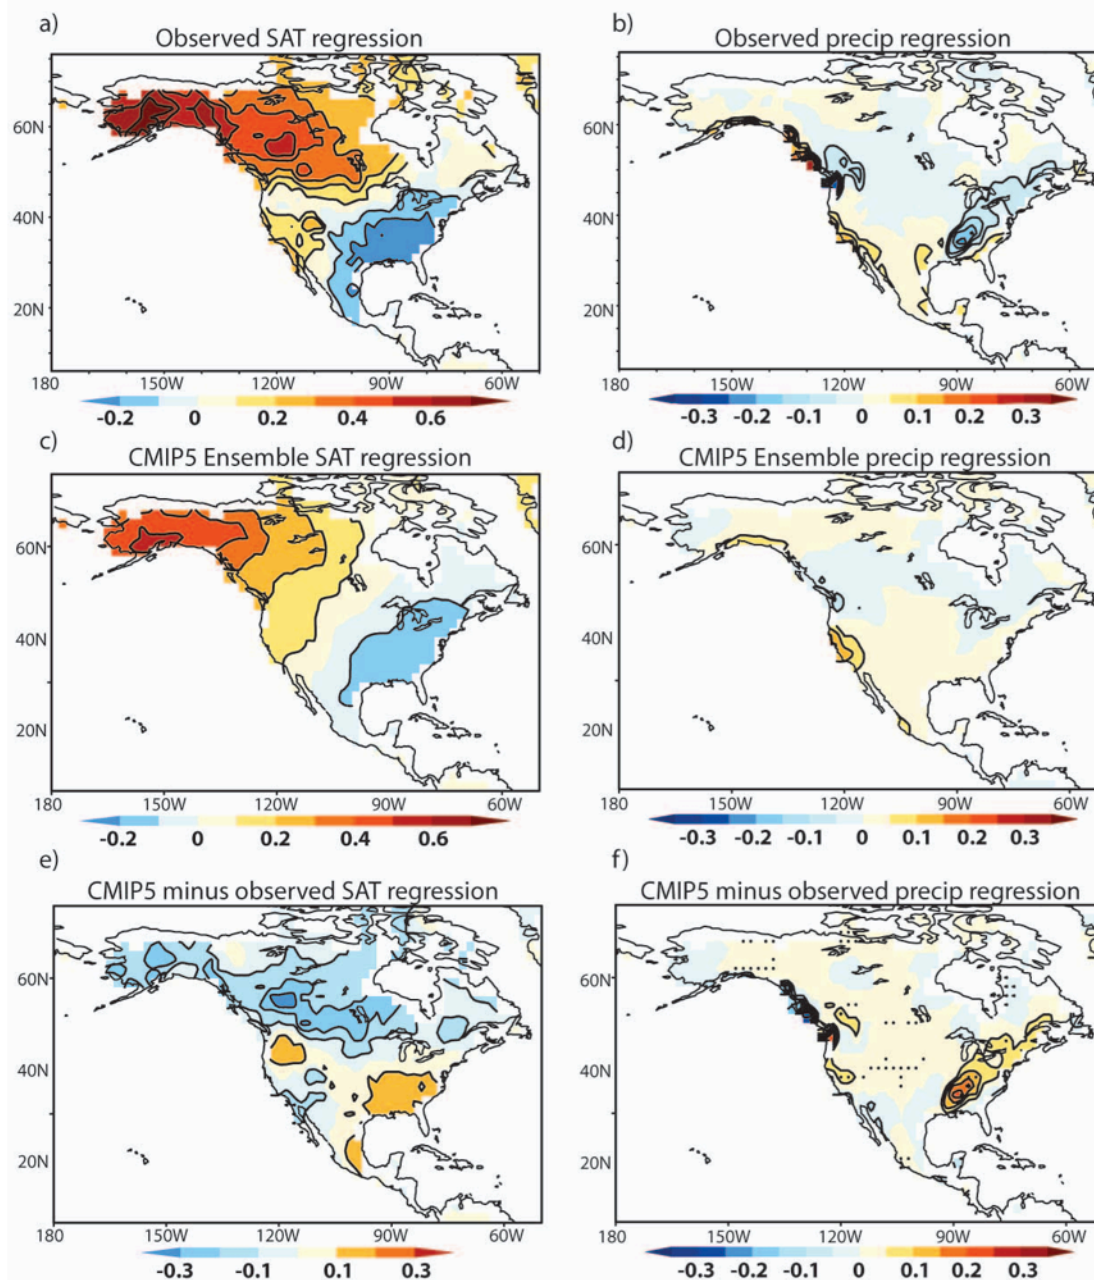 a)
Observed SAT regression
60N
40N
20N
180 150W 120W 90W 60W
-0.2 0 0.2 0.4 0.6
b)
Observed precip regression
60N
40N
20N
180 150W 120W 90W 60W
-0.3 -0.2 -0.1 0 0.1 0.2 0.3
c)
CMIP5 Ensemble SAT regression
60N
40N
20N
180 150W 120W 90W 60W
-0.2 0 0.2 0.4 0.6
d)
CMIP5 Ensemble precip regression
60N
40N
20N
180 150W 120W 90W 60W
-0.3 -0.2 -0.1 0 0.1 0.2 0.3
e)
CMIP5 minus observed SAT regression
60N
40N
20N
180 150W 120W 90W 60W
-0.3 -0.1 0.1 0.3
f)
CMIP5 minus observed precip regression
60N
40N
20N
180 150W 120W 90W 60W
-0.3 -0.2 -0.1 0 0.1 0.2 0.3